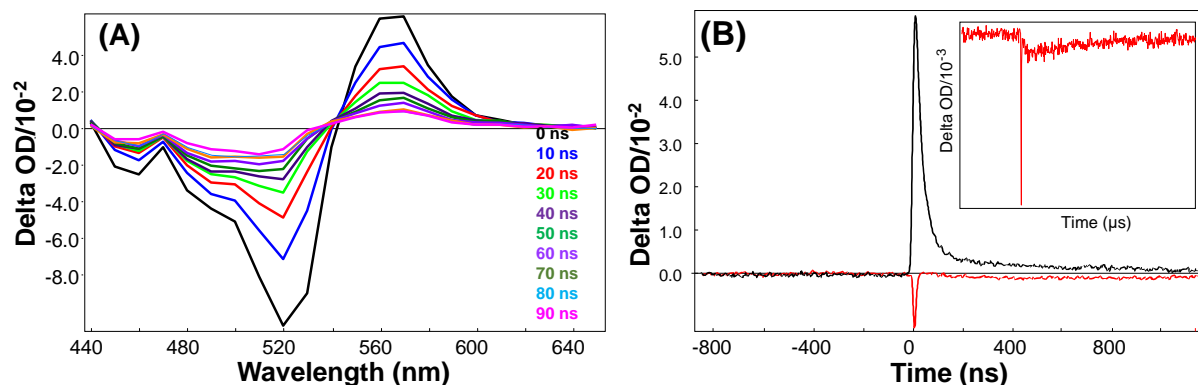 (A)
Delta OD/10-2
4.0
2.0
0.0
-2.0
-4.0
-6.0
-8.0
0 ns
10 ns
20 ns
30 ns
40 ns
50 ns
60 ns
70 ns
80 ns
90 ns
440 480 520 560 600 640
Wavelength (nm)
(B)
Delta OD/10-2
5.0
4.0
3.0
2.0
1.0
0.0
-800 -400 0 400 800
Time (ns)
Delta OD/10-3
Time (µs)